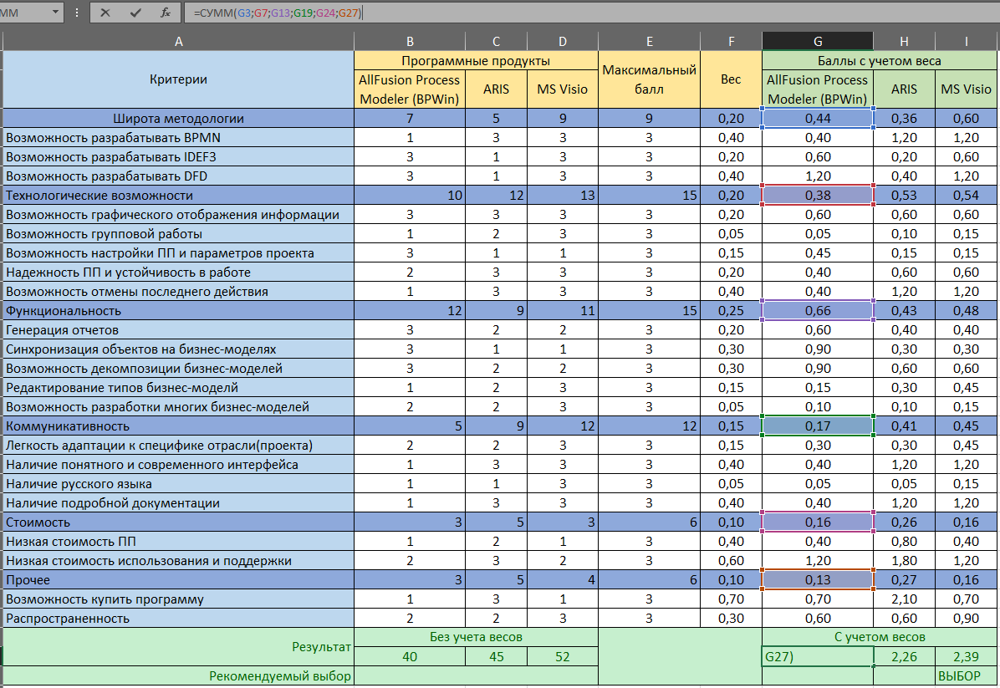 ММ =СУММ(G3;G7;G13;G19;G24;G27)
A B C D E F G H I
Критерии Программные продукты Максимальный балл Вес Баллы с учетом веса
AllFusion Process Modeler (BPWin) ARIS MS Visio AllFusion Process Modeler (BPWin) ARIS MS Visio
Широта методологии 7 5 9 9 0,20 0,44 0,36 0,60
Возможность разрабатывать BPMN 1 3 3 3 0,40 0,40 1,20 1,20
Возможность разрабатывать IDEF3 3 1 3 3 0,20 0,60 0,20 0,60
Возможность разрабатывать DFD 3 1 3 3 0,40 1,20 0,40 1,20
Технологические возможности 10 12 13 15 0,20 0,38 0,53 0,54
Возможность графического отображения информации 3 3 3 3 0,20 0,60 0,60 0,60
Возможность групповой работы 1 2 3 3 0,05 0,05 0,10 0,15
Возможность настройки ПП и параметров проекта 3 1 1 3 0,15 0,45 0,15 0,15
Надежность ПП и устойчивость в работе 2 3 3 3 0,20 0,40 0,60 0,60
Возможность отмены последнего действия 1 3 3 3 0,40 0,40 1,20 1,20
Функциональность 12 9 11 15 0,25 0,66 0,43 0,48
Генерация отчетов 3 2 2 3 0,20 0,60 0,40 0,40
Синхронизация объектов на бизнес-моделях 3 1 1 3 0,30 0,90 0,30 0,30
Возможность декомпозиции бизнес-моделей 3 2 2 3 0,30 0,90 0,60 0,60
Редактирование типов бизнес-моделй 1 2 3 3 0,15 0,15 0,30 0,45
Возможность разработки многих бизнес-моделей 2 2 3 3 0,05 0,10 0,10 0,15
Коммуникативность 5 9 12 12 0,15 0,17 0,41 0,45
Легкость адаптации к специфике отрасли(проекта) 2 2 3 3 0,15 0,30 0,30 0,45
Наличие понятного и современного интерфейса 1 3 3 3 0,40 0,40 1,20 1,20
Наличие русского языка 1 1 3 3 0,05 0,05 0,05 0,15
Наличие подробной документации 1 3 3 3 0,40 0,40 1,20 1,20
Стоимость 3 5 3 6 0,10 0,16 0,26 0,16
Низкая стоимость ПП 1 2 1 3 0,40 0,40 0,80 0,40
Низкая стоимость использования и поддержки 2 3 2 3 0,60 1,20 1,80 1,20
Прочее 3 5 4 6 0,10 0,13 0,27 0,16
Возможность купить программу 1 3 1 3 0,70 0,70 2,10 0,70
Распространенность 2 2 3 3 0,30 0,60 0,60 0,90
Результат Без учета весов С учетом весов
40 45 52 G27) 2,26 2,39
Рекомендуемый выбор ВЫБОР